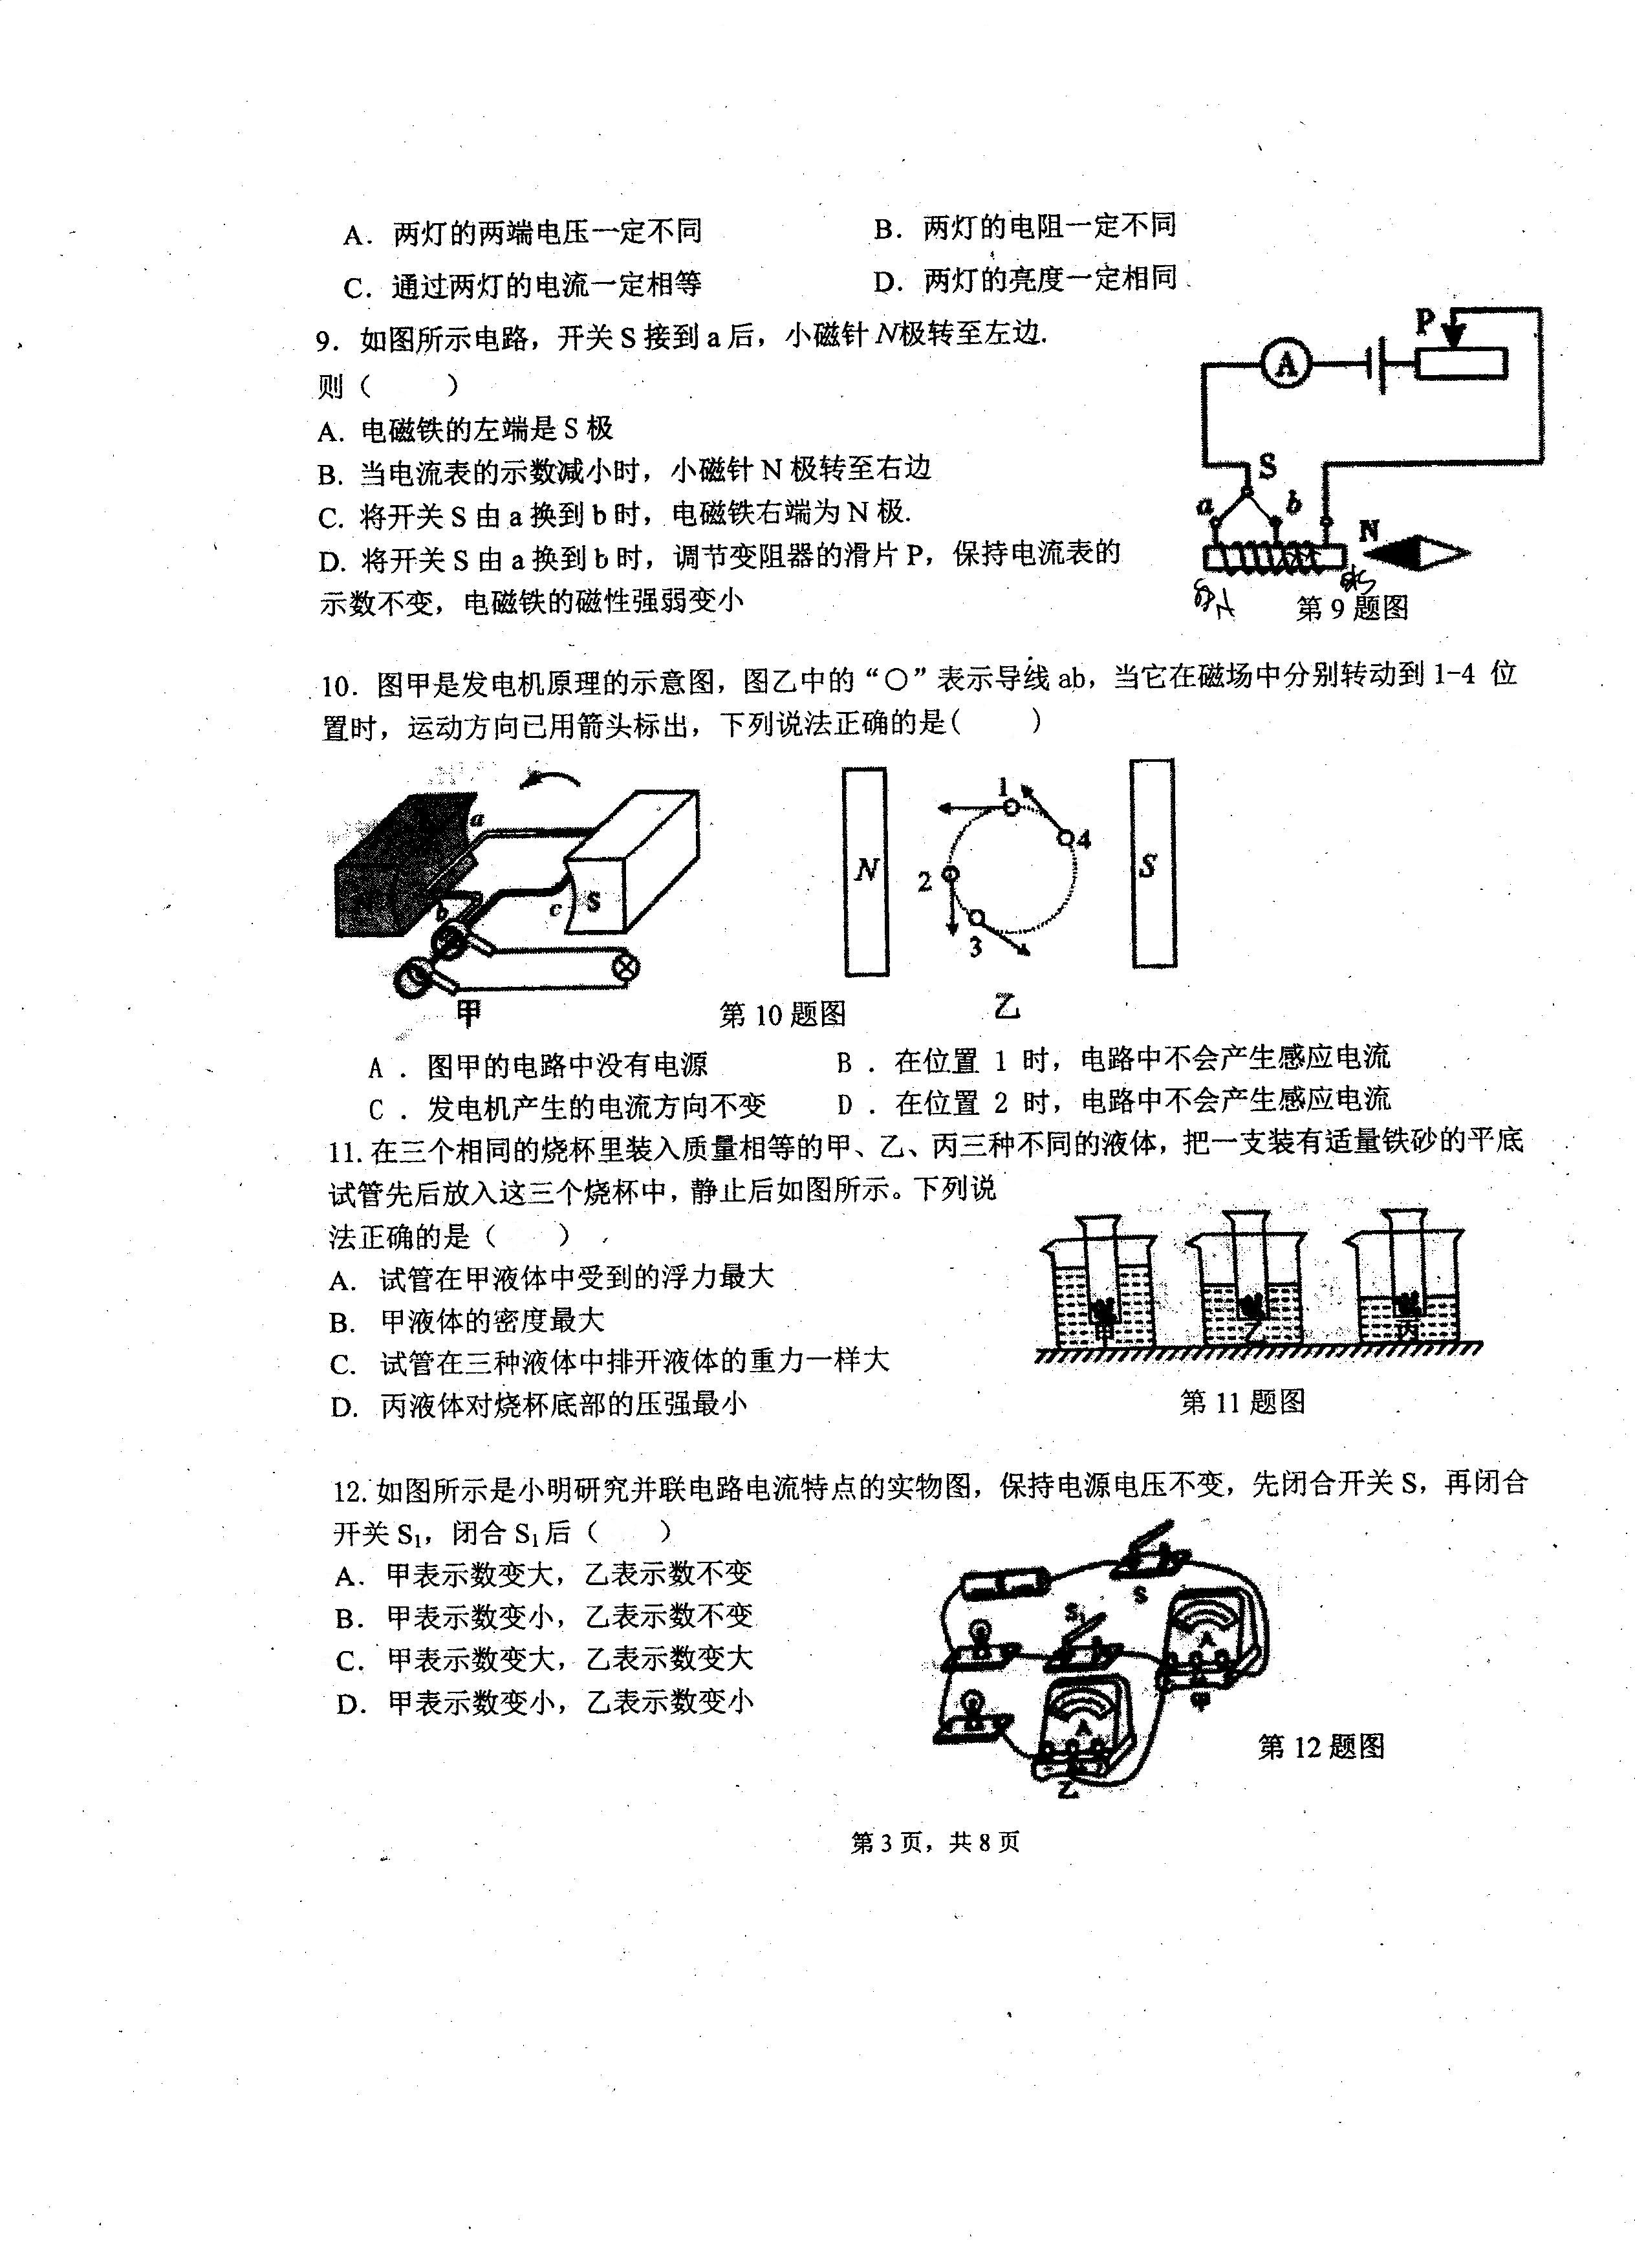 A. 两灯的两端电压一定不同 B. 两灯的电阻一定不同
C. 通过两灯的电流一定相等 D. 两灯的亮度一定相同
9. 如图所示电路，开关 S 接到 a 后，小磁针 N极转至左边.
则（ ）
A. 电磁铁的左端是 S 极
B. 当电流表的示数减小时，小磁针 N 极转至右边
C. 将开关 S 由 a 换到 b 时，电磁铁右端为 N 极.
D. 将开关 S 由 a 换到 b 时，调节变阻器的滑片 P，保持电流表的
示数不变，电磁铁的磁性强弱变小
P
A
S
a b
N
第 9 题图
10. 图甲是发电机原理的示意图，图乙中的“○”表示导线 ab，当它在磁场中分别转动到 1-4 位
置时，运动方向已用箭头标出，下列说法正确的是( )
a
b c S
N 1 2 3 4 S
甲 第 10 题图 乙
A . 图甲的电路中没有电源 B . 在位置 1 时，电路中不会产生感应电流
C . 发电机产生的电流方向不变 D . 在位置 2 时，电路中不会产生感应电流
11. 在三个相同的烧杯里装入质量相等的甲、乙、丙三种不同的液体，把一支装有适量铁砂的平底
试管先后放入这三个烧杯中，静止后如图所示。下列说
法正确的是（ ）
A. 试管在甲液体中受到的浮力最大
B. 甲液体的密度最大
C. 试管在三种液体中排开液体的重力一样大
D. 丙液体对烧杯底部的压强最小
甲 乙 丙
第 11 题图
12. 如图所示是小明研究并联电路电流特点的实物图，保持电源电压不变，先闭合开关 S，再闭合
开关 S₁，闭合 S₁后（ ）
A. 甲表示数变大，乙表示数不变
B. 甲表示数变小，乙表示数不变
C. 甲表示数变大，乙表示数变大
D. 甲表示数变小，乙表示数变小
S
S₁
A
甲
A
乙
第 12 题图
第 3 页，共 8 页